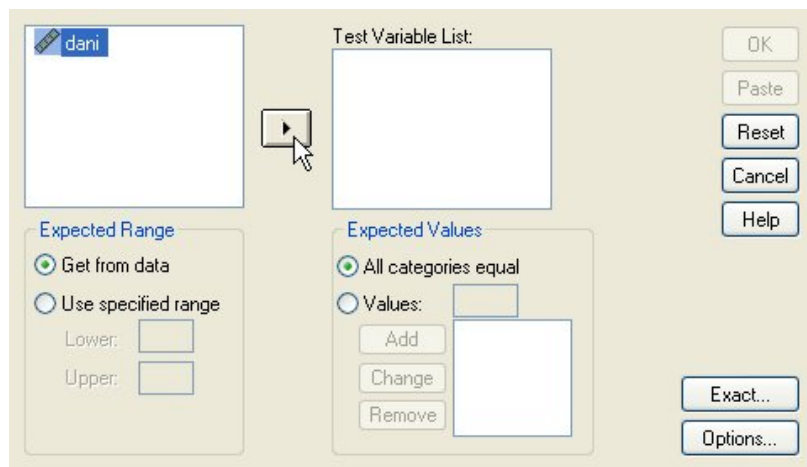 dani
Test Variable List:
OK
Paste
Reset
Cancel
Help
Expected Range
Get from data
Use specified range
Lower:
Upper:
Expected Values
All categories equal
Values:
Add
Change
Remove
Exact...
Options...